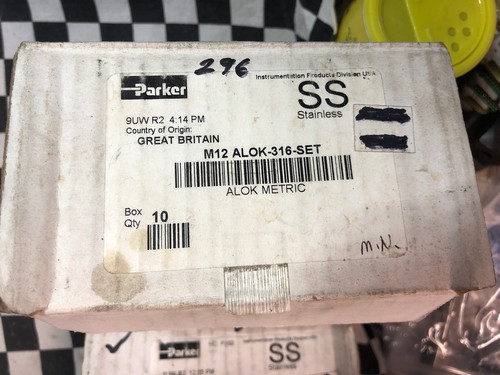 296
Parker
Instrumentation Products Division USA
SS
Stainless
9UW R2 4:14 PM
Country of Origin:
GREAT BRITAIN
M12 ALOK-316-SET
ALOK METRIC
Box
Qty
10
M.N.
Parker
SS